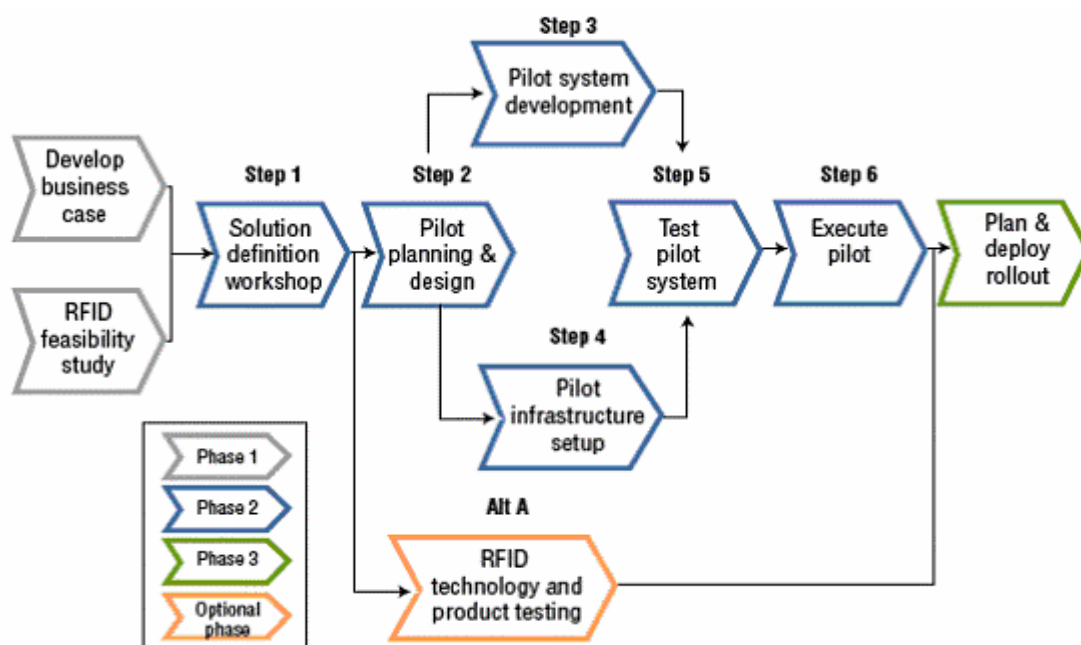 Step 3
Pilot system
development
Develop
business
case
Step 1
Solution
definition
workshop
Step 2
Pilot
planning &
design
Step 5
Test
pilot
system
Step 6
Execute
pilot
Plan &
deploy
rollout
RFID
feasibility
study
Step 4
Pilot
infrastructure
setup
Alt A
RFID
technology and
product testing
Phase 1
Phase 2
Phase 3
Optional
phase